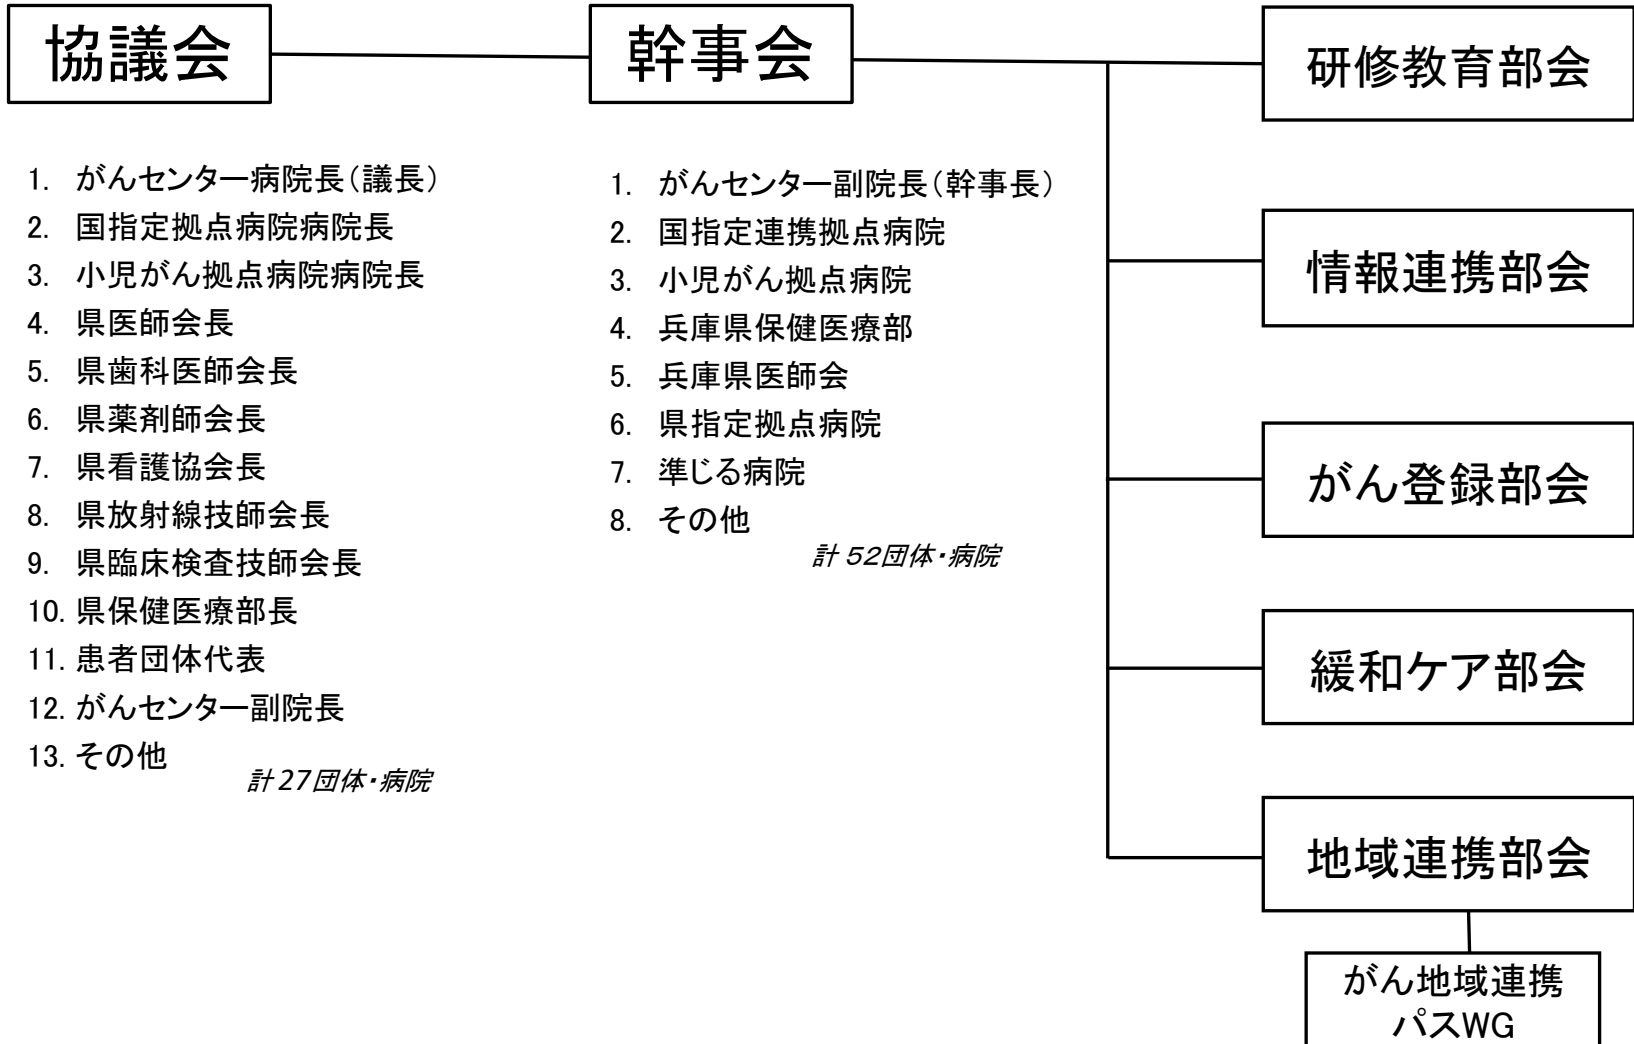 協議会
1. がんセンター病院長（議長）
2. 国指定拠点病院病院長
3. 小児がん拠点病院病院長
4. 県医師会長
5. 県歯科医師会長
6. 県薬剤師会長
7. 県看護協会長
8. 県放射線技師会長
9. 県臨床検査技師会長
10. 県保健医療部長
11. 患者団体代表
12. がんセンター副院長
13. その他
計 27団体・病院
幹事会
1. がんセンター副院長（幹事長）
2. 国指定連携拠点病院
3. 小児がん拠点病院
4. 兵庫県保健医療部
5. 兵庫県医師会
6. 県指定拠点病院
7. 準じる病院
8. その他
計 52団体・病院
研修教育部会
情報連携部会
がん登録部会
緩和ケア部会
地域連携部会
がん地域連携
パスWG